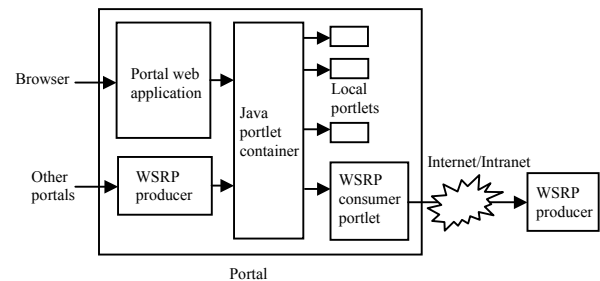 Browser
Portal web
application
Java
portlet
container
Local
portlets
Other
portals
WSRP
producer
WSRP
consumer
portlet
Internet/Intranet
WSRP
producer
Portal